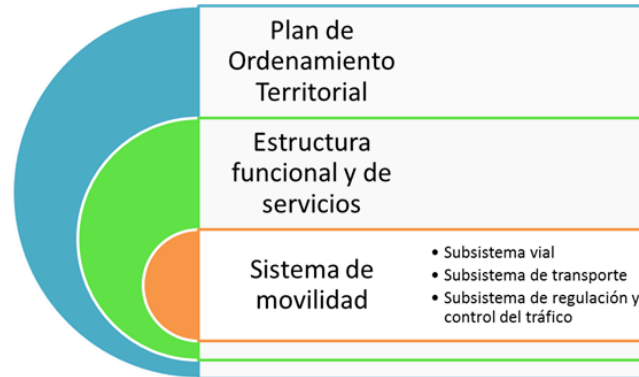 Plan de
Ordenamiento
Territorial
Estructura
funcional y de
servicios
Sistema de
movilidad
• Subsistema vial
• Subsistema de transporte
• Subsistema de regulación y
control del tráfico